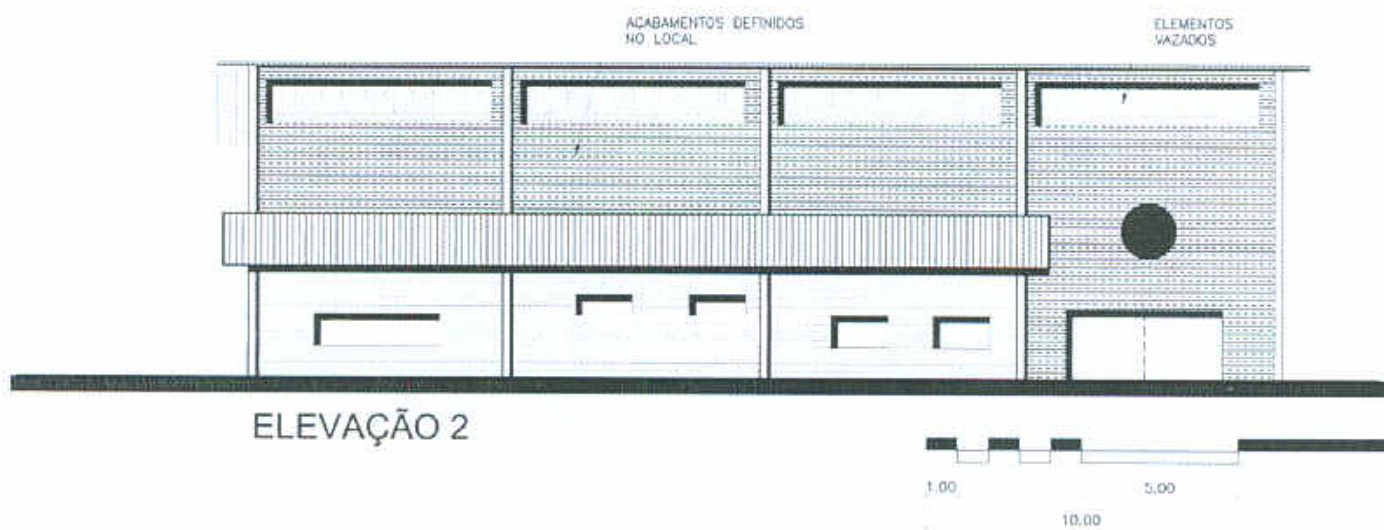 ACABAMENTOS DEFINIDOS
NO LOCAL
ELEMENTOS
VAZADOS
ELEVAÇÃO 2
1.00
5.00
10.00